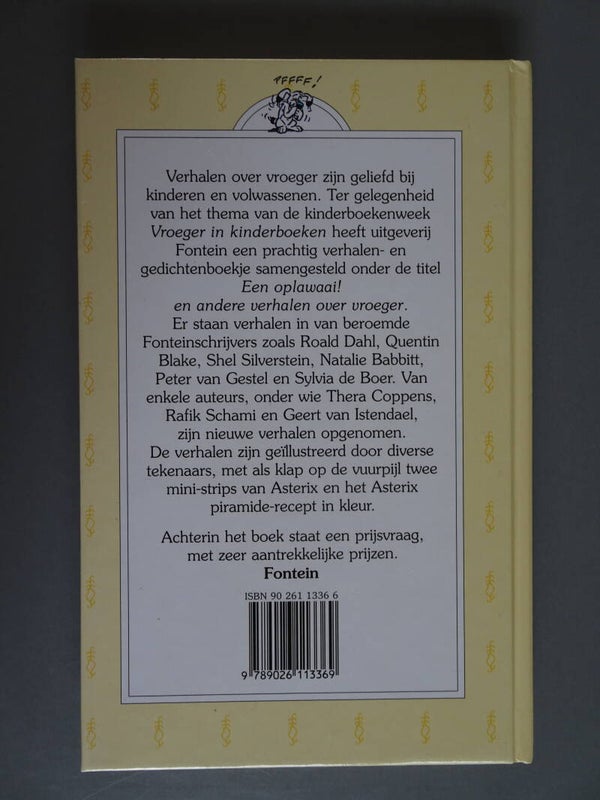 PFFFFF!
Verhalen over vroeger zijn geliefd bij
kinderen en volwassenen. Ter gelegenheid
van het thema van de kinderboekenweek
Vroeger in kinderboeken heeft uitgeverij
Fontein een prachtig verhalen- en
gedichtenboekje samengesteld onder de titel
Een oplawaai!
en andere verhalen over vroeger.
Er staan verhalen in van beroemde
Fonteinschrijvers zoals Roald Dahl, Quentin
Blake, Shel Silverstein, Natalie Babbitt,
Peter van Gestel en Sylvia de Boer. Van
enkele auteurs, onder wie Thera Coppens,
Rafik Schami en Geert van Istendael,
zijn nieuwe verhalen opgenomen.
De verhalen zijn geïllustreerd door diverse
tekenaars, met als klap op de vuurpijl twee
mini-strips van Asterix en het Asterix
piramide-recept in kleur.
Achterin het boek staat een prijsvraag,
met zeer aantrekkelijke prijzen.
Fontein
ISBN 90 261 1336 6
9 789026 113369